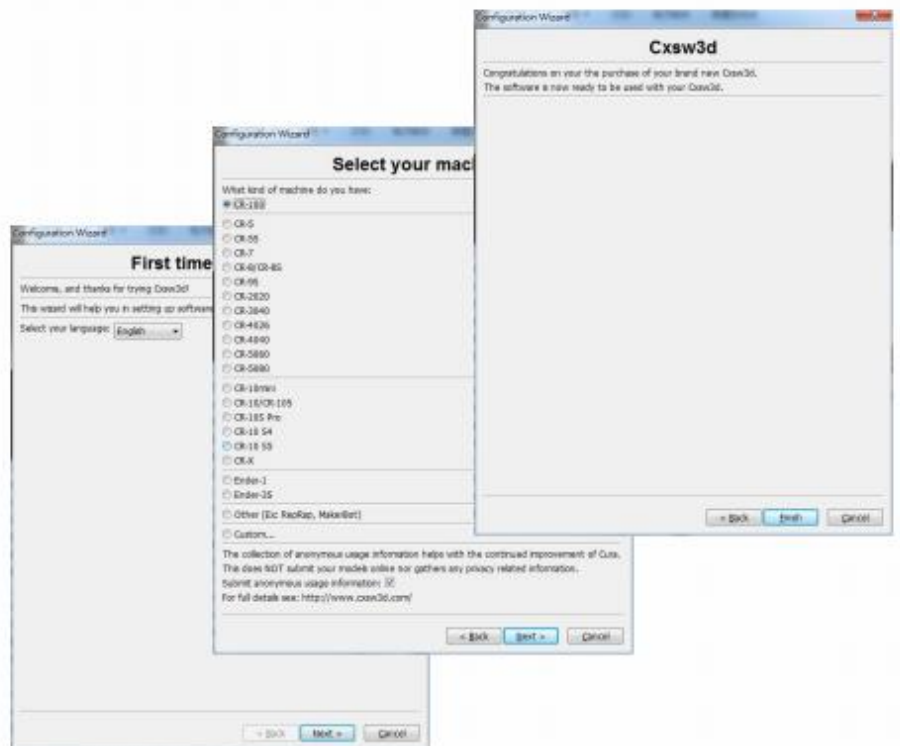 Configuration Wizard
First time
Welcome, and thanks for trying Cxsw3d!
This wizard will help you in setting up software
Select your language: English
< Back Next > Cancel
Configuration Wizard
Select your mac
What kind of machine do you have:
CR-100
CR-5
CR-5S
CR-7
CR-8/CR-8S
CR-9S
CR-2020
CR-3040
CR-4026
CR-4040
CR-5060
CR-5080
CR-10mini
CR-10/CR-10S
CR-10S Pro
CR-10 S4
CR-10 S5
CR-X
Ender-2
Ender-3S
Other (Ex: RepRap, MakerBot)
Custom...
The collection of anonymous usage information helps with the continued improvement of Cura.
This does NOT submit your models online nor gathers any privacy related information.
Submit anonymous usage information:
For full details see: http://www.cxsw3d.com/
< Back Next > Cancel
Configuration Wizard
Cxsw3d
Congratulations on your the purchase of your brand new Cxsw3d.
The software is now ready to be used with your Cxsw3d.
< Back Finish Cancel